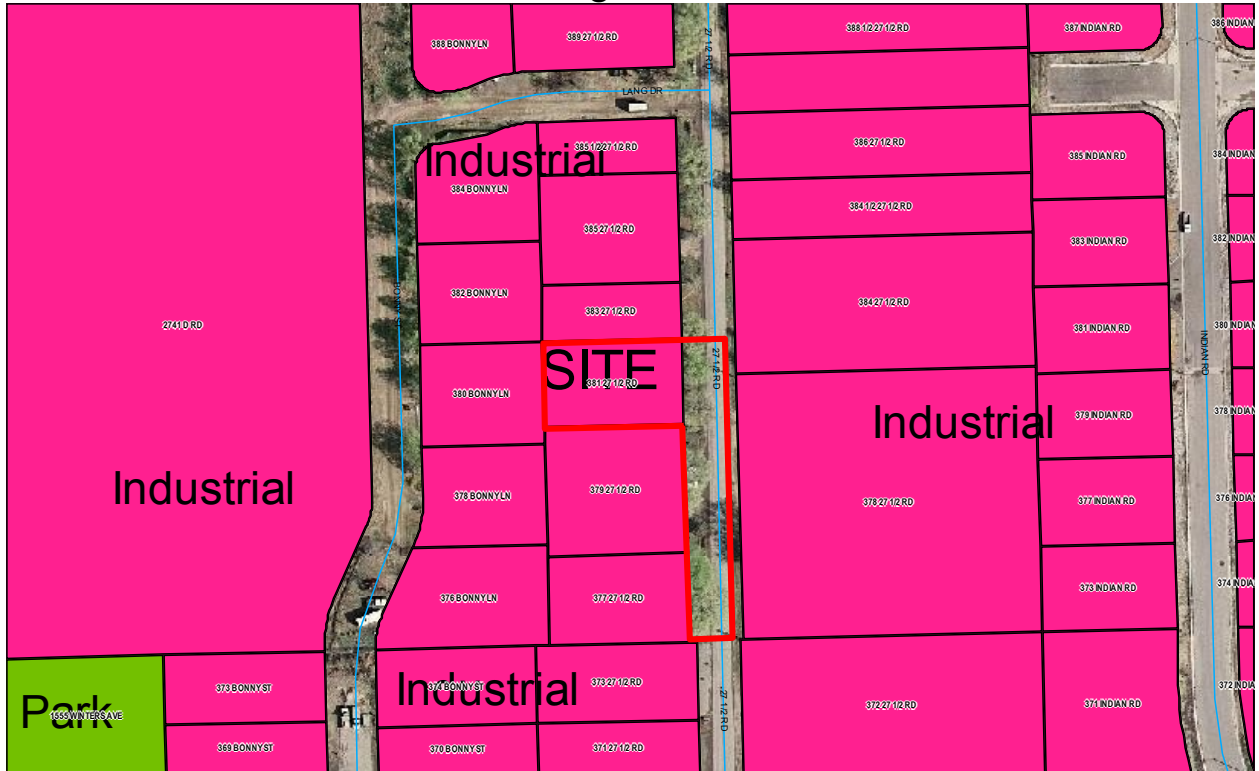 388 BONNY LN
389 27 1/2 RD
27 1/2 RD
388 1/2 27 1/2 RD
387 INDIAN RD
386 INDIAN
LANG DR
385 1/2 27 1/2 RD
Industrial
386 27 1/2 RD
385 INDIAN RD
384 INDIAN
384 BONNY LN
384 1/2 27 1/2 RD
385 27 1/2 RD
383 INDIAN RD
382 INDIAN
382 BONNY LN
BONNY ST
383 27 1/2 RD
384 27 1/2 RD
2741 D RD
381 INDIAN RD
380 INDIAN
INDIAN RD
SITE
381 27 1/2 RD
27 1/2 RD
380 BONNY LN
Industrial
379 INDIAN RD
378 INDIAN
Industrial
378 BONNY LN
379 27 1/2 RD
378 27 1/2 RD
377 INDIAN RD
376 INDIA
376 BONNY LN
377 27 1/2 RD
373 INDIAN RD
374 INDIA
373 BONNY ST
Industrial
374 BONNY ST
373 27 1/2 RD
27 1/2 RD
372 27 1/2 RD
371 INDIAN RD
372 INDIA
Park
1555 WINTERS AVE
369 BONNY ST
370 BONNY ST
371 27 1/2 RD